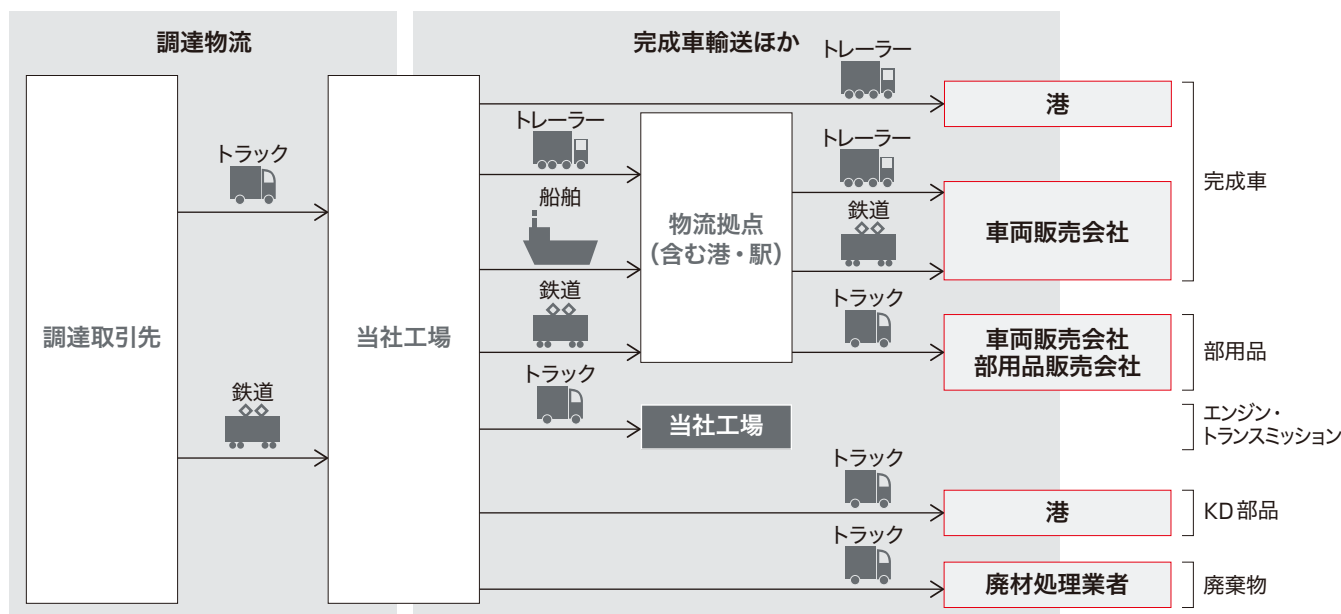 調達物流
完成車輸送ほか
調達取引先
トラック
鉄道
当社工場
トレーラー
港
トレーラー
船舶
鉄道
物流拠点
（含む港・駅）
トレーラー
鉄道
車両販売会社
完成車
トラック
車両販売会社
部用品販売会社
部用品
トラック
当社工場
エンジン・
トランスミッション
トラック
港
KD部品
トラック
廃材処理業者
廃棄物